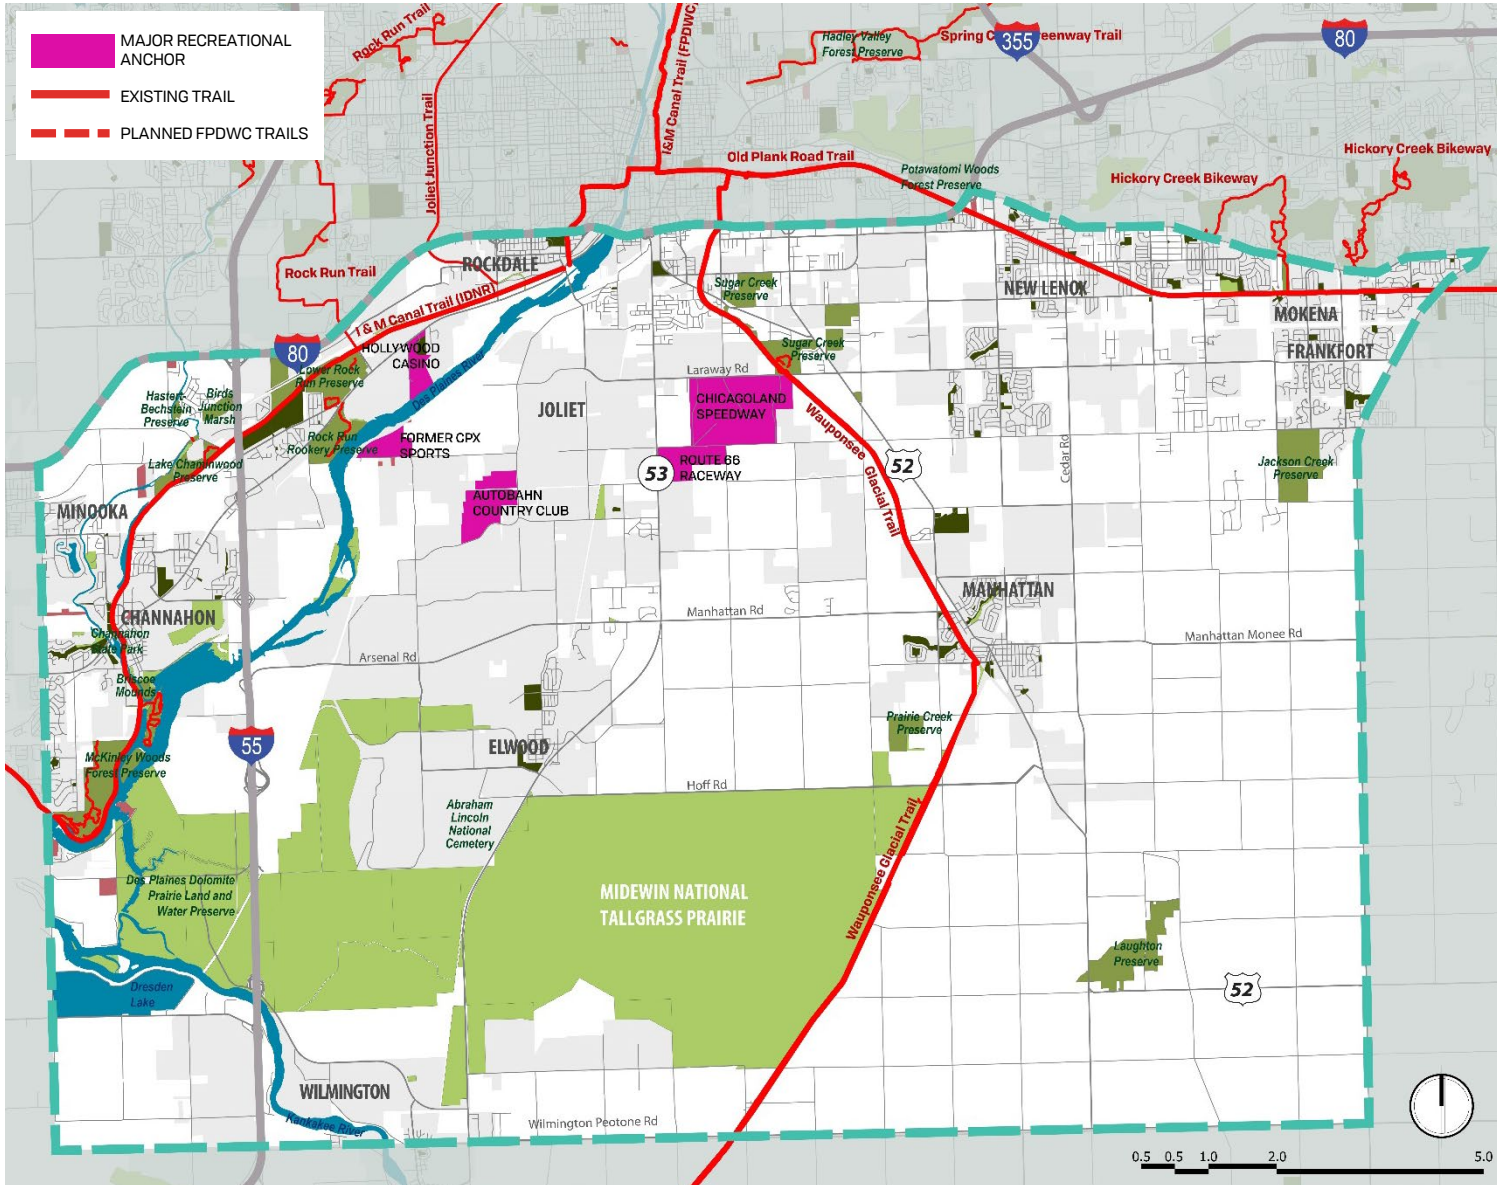 MAJOR RECREATIONAL
ANCHOR
EXISTING TRAIL
PLANNED FPDWC TRAILS
Rock Run Trail
Joliet Junction Trail
I&M Canal Trail (FPDWC)
Hadley Valley
Forest Preserve
355
80
Old Plank Road Trail
Potawatomi Woods
Forest Preserve
Hickory Creek Bikeway
Hickory Creek Bikeway
Rock Run Trail
ROCKDALE
I & M Canal Trail (IDNR)
Sugar Creek
Preserve
NEW LENOX
MOKENA
FRANKFORT
80
HOLLYWOOD
CASINO
Lower Rock
Run Preserve
Des Plaines River
Sugar Creek
Preserve
Laraway Rd
Hastert-
Bechstein
Preserve
Birds
Junction
Marsh
JOLIET
CHICAGOLAND
SPEEDWAY
Wauponsee Glacial Trail
Rock Run
Rookery Preserve
FORMER CPX
SPORTS
Cedar Rd
Lake Chaminwood
Preserve
53
ROUTE 66
RACEWAY
52
Jackson Creek
Preserve
MINOOKA
AUTOBAHN
COUNTRY CLUB
MANHATTAN
CHANNAHON
Manhattan Rd
Channahon
State Park
Arsenal Rd
Manhattan Monee Rd
Briscoe
Mounds
Prairie Creek
Preserve
55
ELWOOD
McKinley Woods
Forest Preserve
Hoff Rd
Abraham
Lincoln
National
Cemetery
Wauponsee Glacial Trail
Des Plaines Dolomite
Prairie Land and
Water Preserve
MIDEWIN NATIONAL
TALLGRASS PRAIRIE
Laughton
Preserve
Dresden
Lake
52
WILMINGTON
Kankakee River
Wilmington Peotone Rd
0.5 0.5 1.0 2.0 5.0